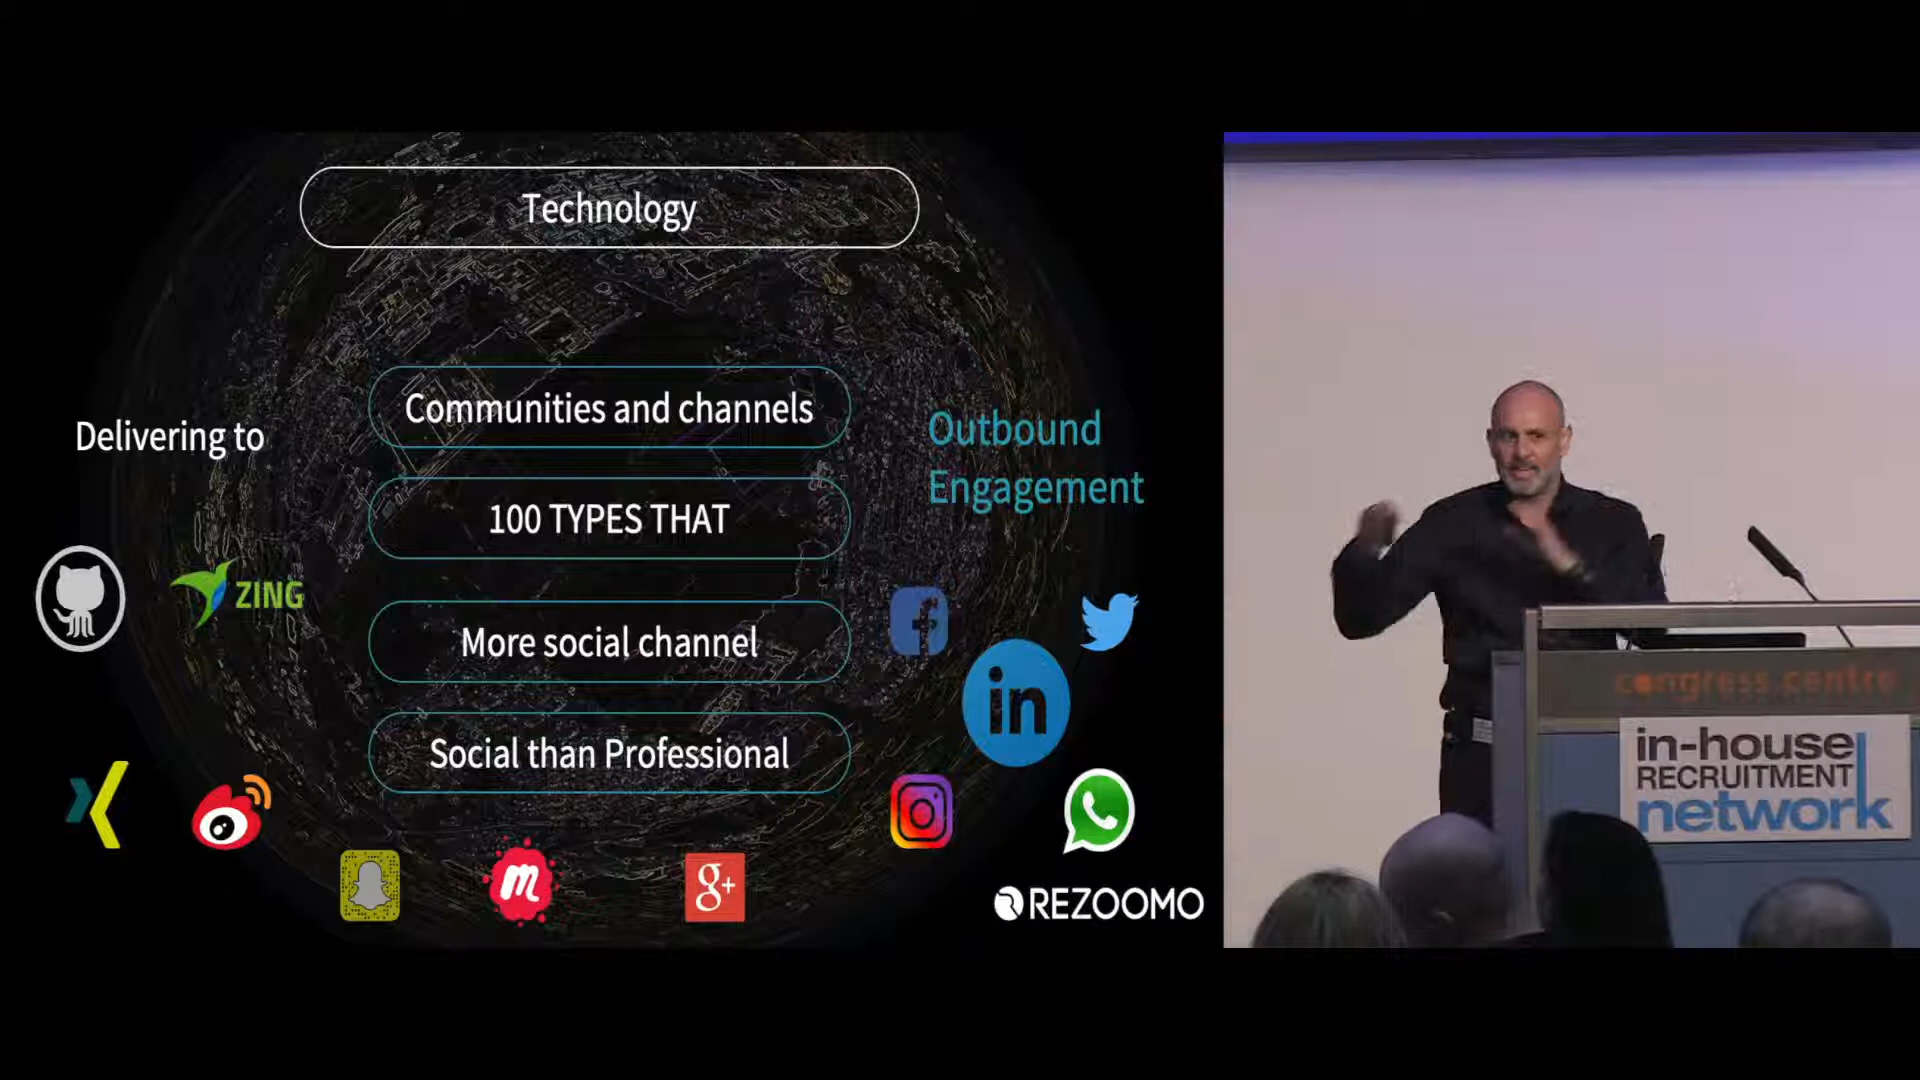 Technology
Communities and channels
Delivering to
Outbound
Engagement
100 TYPES THAT
ZING
More social channel
in
Social than Professional
m
g+
REZOOMO
congress centre
in-house
RECRUITMENT
network